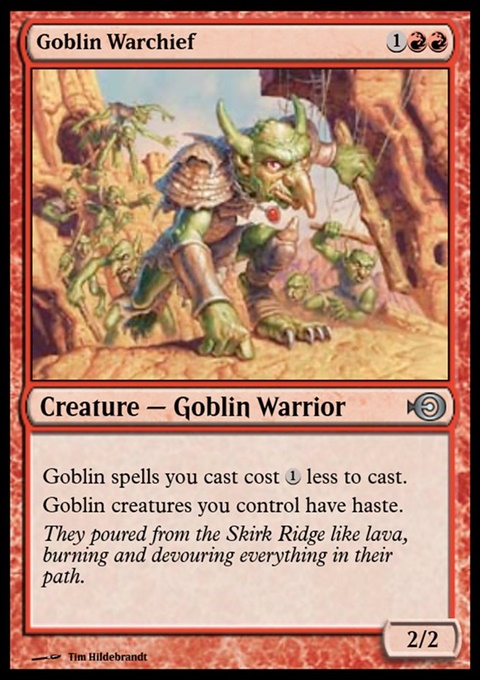 Goblin Warchief 1
Creature — Goblin Warrior
Goblin spells you cast cost 1 less to cast.
Goblin creatures you control have haste.
They poured from the Skirk Ridge like lava,
burning and devouring everything in their
path.
2/2
Tim Hildebrandt